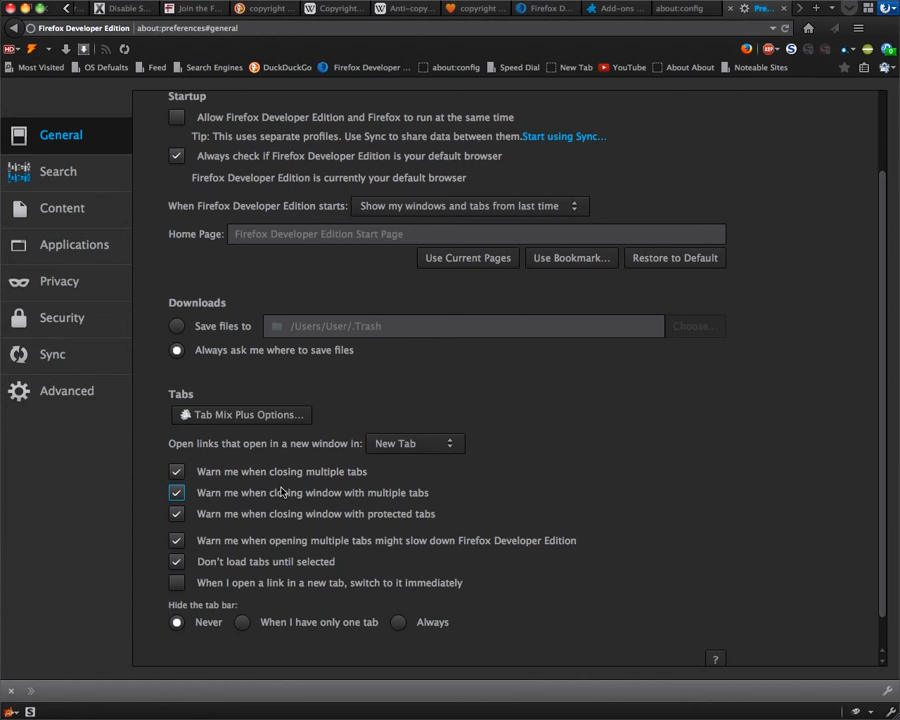 Disable S...
Join the F...
copyright ...
Copyright...
Anti-copy...
copyright ...
Firefox D...
Add-ons ...
about:config
Pre...
Firefox Developer Edition
about:preferences#general
HD
Most Visited
OS Defualts
Feed
Search Engines
DuckDuckGo
Firefox Developer ...
about:config
Speed Dial
New Tab
YouTube
About About
Noteable Sites
General
Search
Content
Applications
Privacy
Security
Sync
Advanced
Startup
Allow Firefox Developer Edition and Firefox to run at the same time
Tip: This uses separate profiles. Use Sync to share data between them. Start using Sync...
Always check if Firefox Developer Edition is your default browser
Firefox Developer Edition is currently your default browser
When Firefox Developer Edition starts: Show my windows and tabs from last time
Home Page: Firefox Developer Edition Start Page
Use Current Pages
Use Bookmark...
Restore to Default
Downloads
Save files to /Users/User/.Trash Choose...
Always ask me where to save files
Tabs
Tab Mix Plus Options...
Open links that open in a new window in: New Tab
Warn me when closing multiple tabs
Warn me when closing window with multiple tabs
Warn me when closing window with protected tabs
Warn me when opening multiple tabs might slow down Firefox Developer Edition
Don't load tabs until selected
When I open a link in a new tab, switch to it immediately
Hide the tab bar:
Never
When I have only one tab
Always
?
S